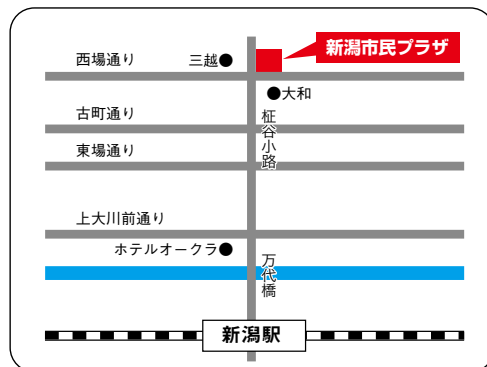 新潟市民プラザ
西場通り
三越●
●大和
古町通り
柾谷小路
東場通り
上大川前通り
ホテルオークラ●
万代橋
新潟駅